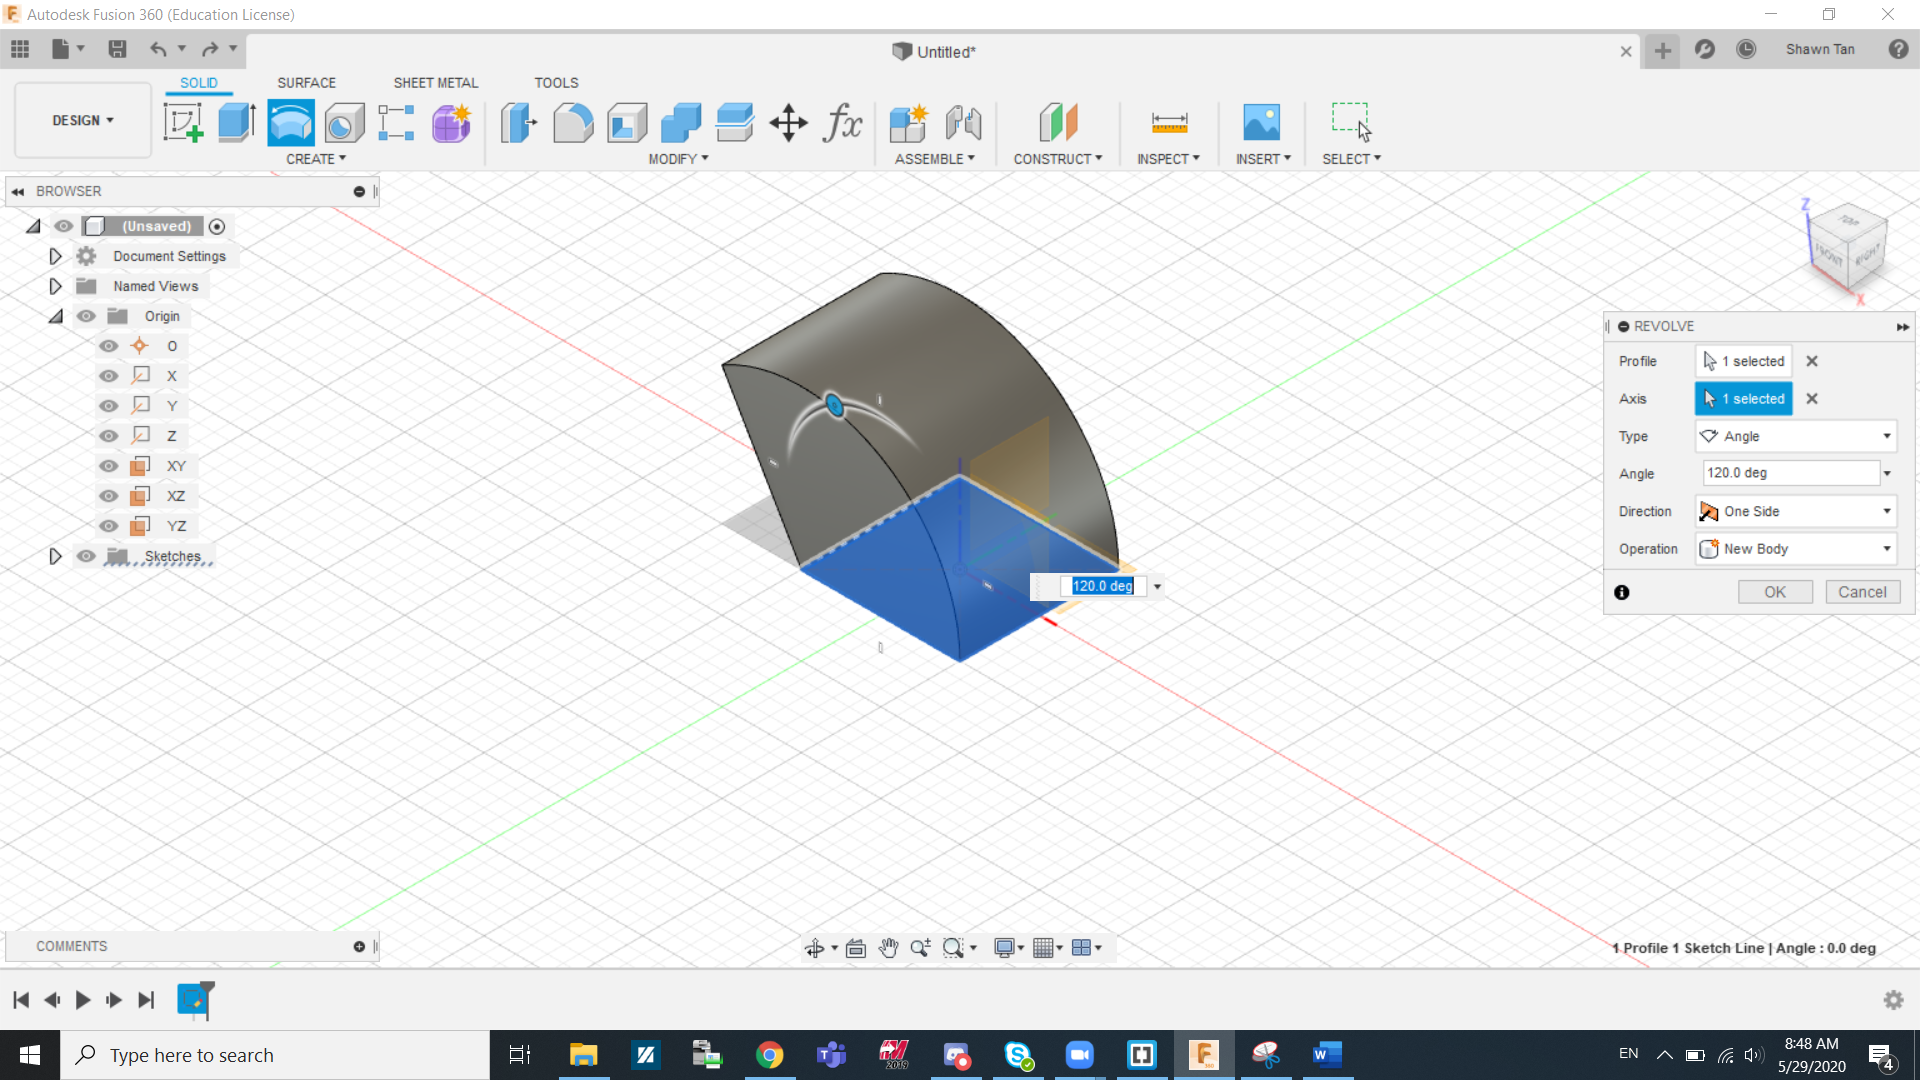 Autodesk Fusion 360 (Education License)
Untitled*
Shawn Tan
SOLID SURFACE SHEET METAL TOOLS
DESIGN
CREATE MODIFY ASSEMBLE CONSTRUCT INSPECT INSERT SELECT
BROWSER
(Unsaved)
Document Settings
Named Views
Origin
O
X
Y
Z
XY
XZ
YZ
Sketches
Z
TOP
FRONT RIGHT
X
REVOLVE
Profile 1 selected
Axis 1 selected
Type Angle
Angle 120.0 deg
Direction One Side
Operation New Body
OK Cancel
120.0 deg
COMMENTS
1 Profile 1 Sketch Line | Angle : 0.0 deg
Type here to search
2019
EN
8:48 AM
5/29/2020
4